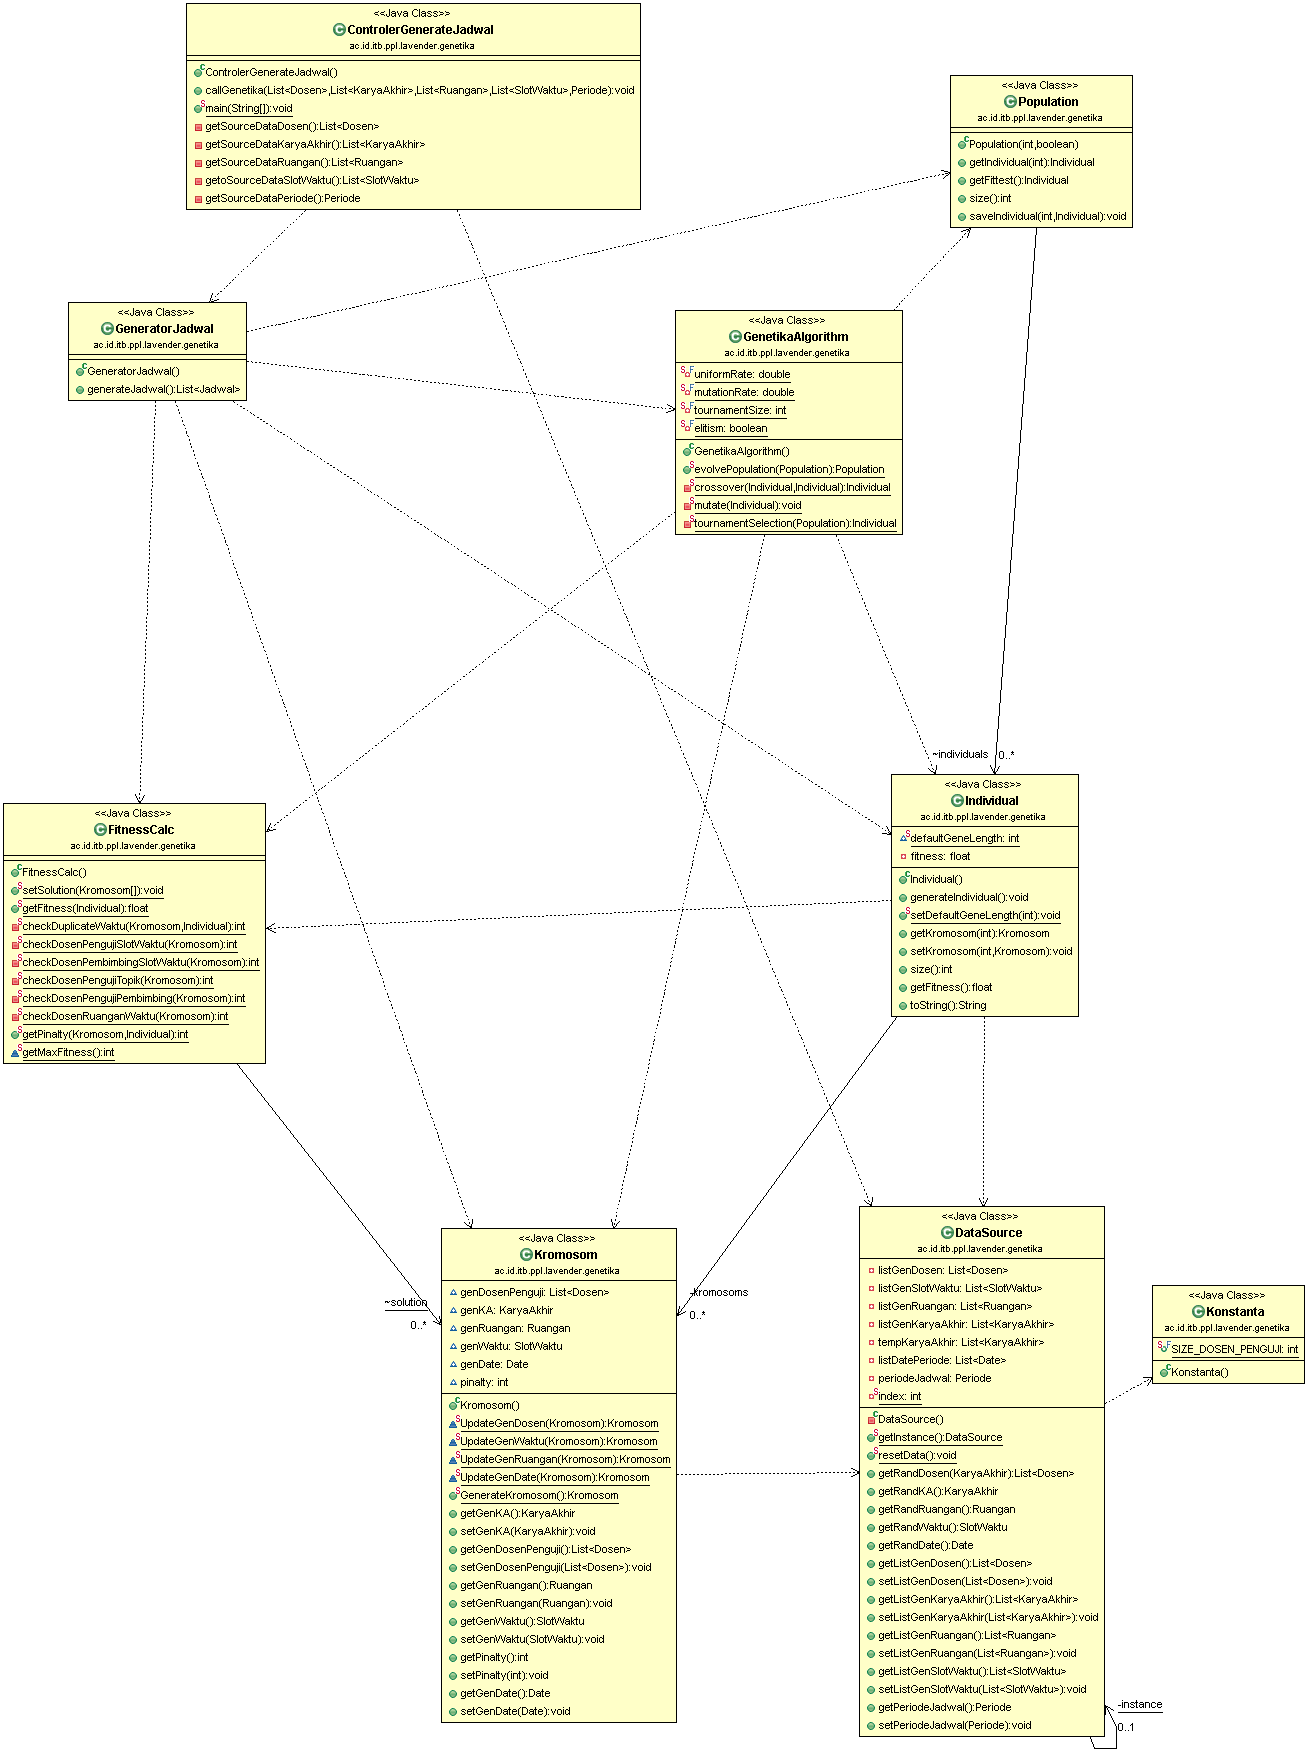 <<Java Class>>
ControlerGenerateJadwal
ac.id.itb.ppl.lavender.genetika
ControlerGenerateJadwal()
callGenetika(List<Dosen>,List<KaryaAkhir>,List<Ruangan>,List<SlotWaktu>,Periode):void
main(String[]):void
getSourceDataDosen():List<Dosen>
getSourceDataKaryaAkhir():List<KaryaAkhir>
getSourceDataRuangan():List<Ruangan>
getoSourceDataSlotWaktu():List<SlotWaktu>
getSourceDataPeriode():Periode
<<Java Class>>
Population
ac.id.itb.ppl.lavender.genetika
Population(int,boolean)
getIndividual(int):Individual
getFittest():Individual
size():int
saveIndividual(int,Individual):void
<<Java Class>>
GeneratorJadwal
ac.id.itb.ppl.lavender.genetika
GeneratorJadwal()
generateJadwal():List<Jadwal>
<<Java Class>>
GenetikaAlgorithm
ac.id.itb.ppl.lavender.genetika
uniformRate: double
mutationRate: double
tournamentSize: int
elitism: boolean
GenetikaAlgorithm()
evolvePopulation(Population):Population
crossover(Individual,Individual):Individual
mutate(Individual):void
tournamentSelection(Population):Individual
~individuals
0..*
<<Java Class>>
Individual
ac.id.itb.ppl.lavender.genetika
defaultGeneLength: int
fitness: float
Individual()
generateIndividual():void
setDefaultGeneLength(int):void
getKromosom(int):Kromosom
setKromosom(int,Kromosom):void
size():int
getFitness():float
toString():String
<<Java Class>>
FitnessCalc
ac.id.itb.ppl.lavender.genetika
FitnessCalc()
setSolution(Kromosom[]):void
getFitness(Individual):float
checkDuplicateWaktu(Kromosom,Individual):int
checkDosenPengujiSlotWaktu(Kromosom):int
checkDosenPembimbingSlotWaktu(Kromosom):int
checkDosenPengujiTopik(Kromosom):int
checkDosenPengujiPembimbing(Kromosom):int
checkDosenRuanganWaktu(Kromosom):int
getPinalty(Kromosom,Individual):int
getMaxFitness():int
~solution
0..*
-kromosoms
0..*
<<Java Class>>
Kromosom
ac.id.itb.ppl.lavender.genetika
genDosenPenguji: List<Dosen>
genKA: KaryaAkhir
genRuangan: Ruangan
genWaktu: SlotWaktu
genDate: Date
pinalty: int
Kromosom()
UpdateGenDosen(Kromosom):Kromosom
UpdateGenWaktu(Kromosom):Kromosom
UpdateGenRuangan(Kromosom):Kromosom
UpdateGenDate(Kromosom):Kromosom
GenerateKromosom():Kromosom
getGenKA():KaryaAkhir
setGenKA(KaryaAkhir):void
getGenDosenPenguji():List<Dosen>
setGenDosenPenguji(List<Dosen>):void
getGenRuangan():Ruangan
setGenRuangan(Ruangan):void
getGenWaktu():SlotWaktu
setGenWaktu(SlotWaktu):void
getPinalty():int
setPinalty(int):void
getGenDate():Date
setGenDate(Date):void
<<Java Class>>
DataSource
ac.id.itb.ppl.lavender.genetika
listGenDosen: List<Dosen>
listGenSlotWaktu: List<SlotWaktu>
listGenRuangan: List<Ruangan>
listGenKaryaAkhir: List<KaryaAkhir>
tempKaryaAkhir: List<KaryaAkhir>
listDatePeriode: List<Date>
periodeJadwal: Periode
index: int
DataSource()
getInstance():DataSource
resetData():void
getRandDosen(KaryaAkhir):List<Dosen>
getRandKA():KaryaAkhir
getRandRuangan():Ruangan
getRandWaktu():SlotWaktu
getRandDate():Date
getListGenDosen():List<Dosen>
setListGenDosen(List<Dosen>):void
getListGenKaryaAkhir():List<KaryaAkhir>
setListGenKaryaAkhir(List<KaryaAkhir>):void
getListGenRuangan():List<Ruangan>
setListGenRuangan(List<Ruangan>):void
getListGenSlotWaktu():List<SlotWaktu>
setListGenSlotWaktu(List<SlotWaktu>):void
getPeriodeJadwal():Periode
setPeriodeJadwal(Periode):void
-instance
0..1
<<Java Class>>
Konstanta
ac.id.itb.ppl.lavender.genetika
SIZE_DOSEN_PENGUJI: int
Konstanta()